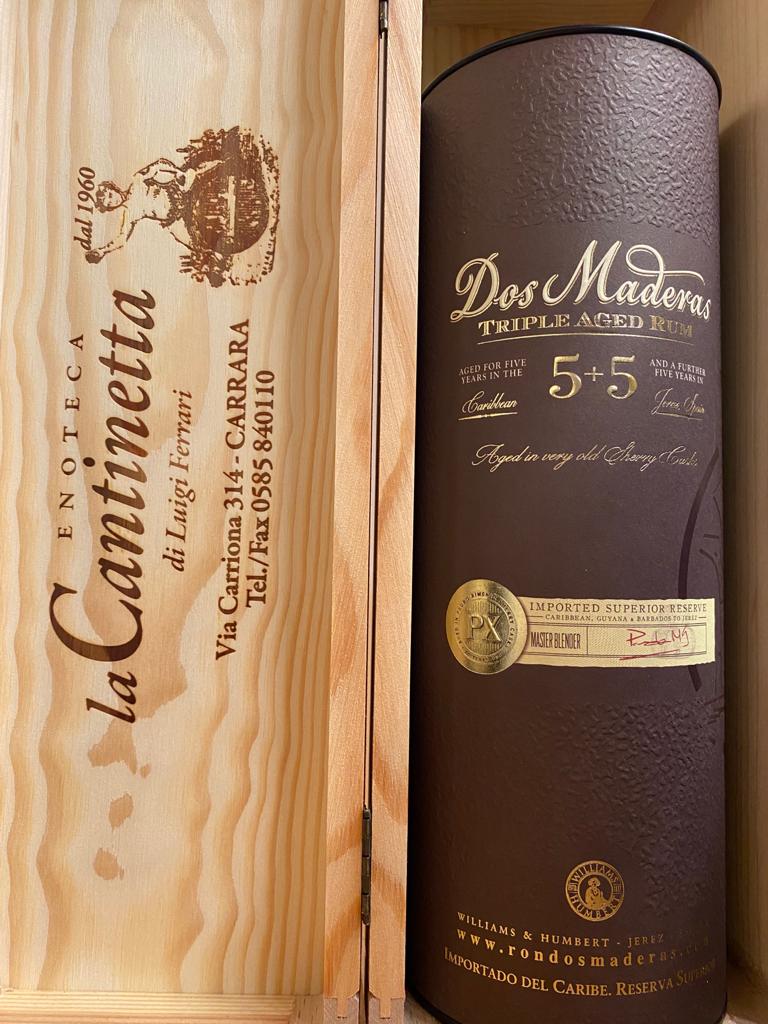 dal 1960
ENOTECA
la Cantinetta
di Luigi Ferrari
Via Carriona 314 - CARRARA
Tel./Fax 0585 840110
Dos Maderas
TRIPLE AGED RUM
AGED FOR FIVE
YEARS IN THE
Caribbean
5+5
AND A FURTHER
FIVE YEARS IN
Jerez, Spain
Aged in very old Sherry Casks
PX
IMPORTED SUPERIOR RESERVE
CARIBBEAN, GUYANA & BARBADOS TO JEREZ
MASTER BLENDER
WILLIAMS
HUMBERT
WILLIAMS & HUMBERT - JEREZ
www.rondosmaderas.com
IMPORTADO DEL CARIBE. RESERVA SUPERIOR